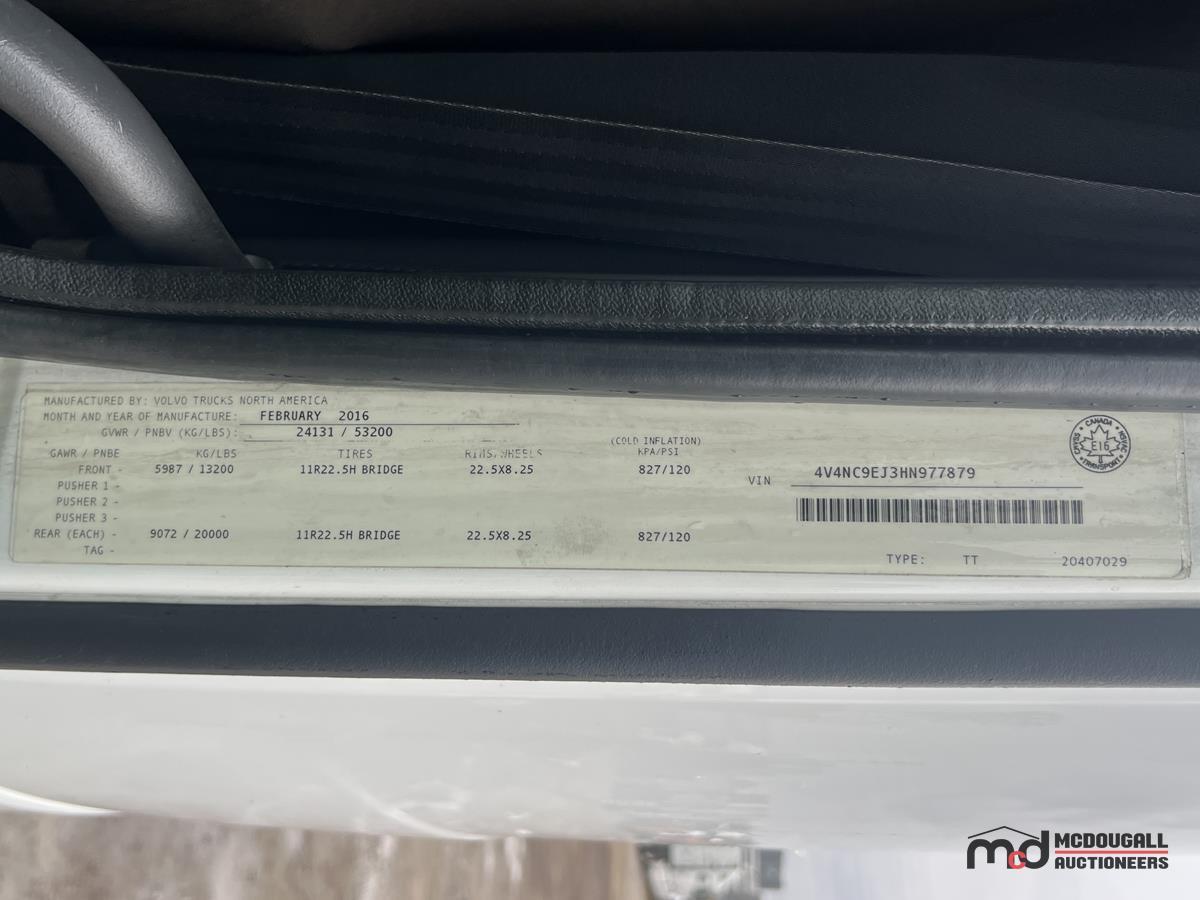 MANUFACTURED BY: VOLVO TRUCKS NORTH AMERICA
MONTH AND YEAR OF MANUFACTURE: FEBRUARY 2016
GVWR / PNBV (KG/LBS): 24131 / 53200
GAWR / PNBE KG/LBS TIRES RIMS,WHEELS (COLD INFLATION) KPA/PSI
FRONT - 5987 / 13200 11R22.5H BRIDGE 22.5X8.25 827/120
PUSHER 1 -
PUSHER 2 -
PUSHER 3 -
REAR (EACH) - 9072 / 20000 11R22.5H BRIDGE 22.5X8.25 827/120
TAG -
VIN 4V4NC9EJ3HN977879
TYPE: TT 20407029
CANADA
E16
TRANSPORT
mcd MCDOUGALL
AUCTIONEERS